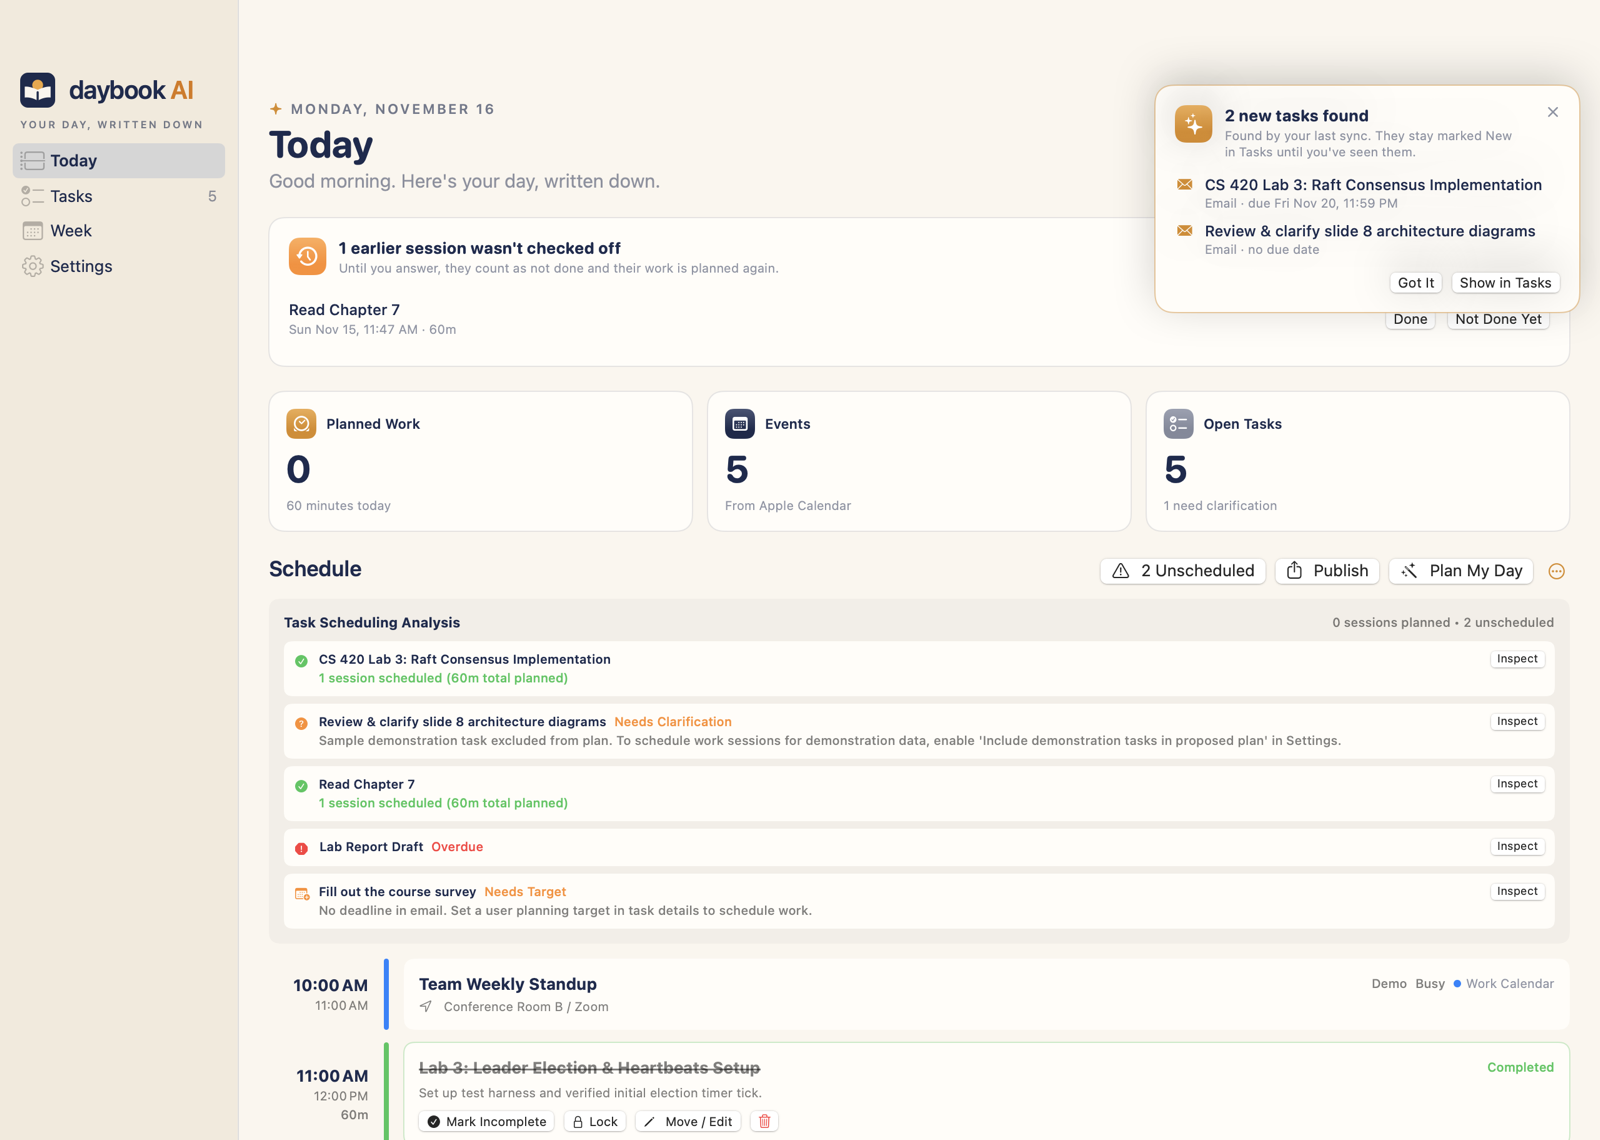 daybook AI
YOUR DAY, WRITTEN DOWN
Today
Tasks 5
Week
Settings
MONDAY, NOVEMBER 16
Today
Good morning. Here's your day, written down.
2 new tasks found
Found by your last sync. They stay marked New
in Tasks until you've seen them.
CS 420 Lab 3: Raft Consensus Implementation
Email · due Fri Nov 20, 11:59 PM
Review & clarify slide 8 architecture diagrams
Email · no due date
Got It Show in Tasks
1 earlier session wasn't checked off
Until you answer, they count as not done and their work is planned again.
Read Chapter 7
Sun Nov 15, 11:47 AM · 60m
Done Not Done Yet
Planned Work
0
60 minutes today
Events
5
From Apple Calendar
Open Tasks
5
1 need clarification
Schedule
2 Unscheduled Publish Plan My Day
Task Scheduling Analysis 0 sessions planned • 2 unscheduled
CS 420 Lab 3: Raft Consensus Implementation Inspect
1 session scheduled (60m total planned)
Review & clarify slide 8 architecture diagrams Needs Clarification Inspect
Sample demonstration task excluded from plan. To schedule work sessions for demonstration data, enable 'Include demonstration tasks in proposed plan' in Settings.
Read Chapter 7 Inspect
1 session scheduled (60m total planned)
Lab Report Draft Overdue Inspect
Fill out the course survey Needs Target Inspect
No deadline in email. Set a user planning target in task details to schedule work.
10:00 AM
11:00 AM
Team Weekly Standup Demo Busy Work Calendar
Conference Room B / Zoom
11:00 AM
12:00 PM
60m
Lab 3: Leader Election & Heartbeats Setup Completed
Set up test harness and verified initial election timer tick.
Mark Incomplete Lock Move / Edit